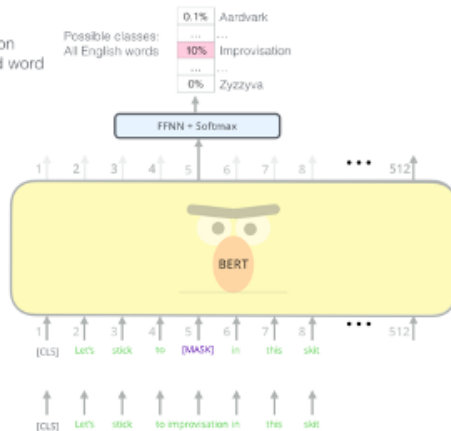 on
d word
Possible classes:
All English words
0.1% Aardvark
... ...
10% Improvisation
... ...
0% Zyzzyva
FFNN + Softmax
1 2 3 4 5 6 7 8 ••• 512
BERT
1 2 3 4 5 6 7 8 ••• 512
[CLS] Let's stick to [MASK] in this skit
[CLS] Let's stick to improvisation in this skit